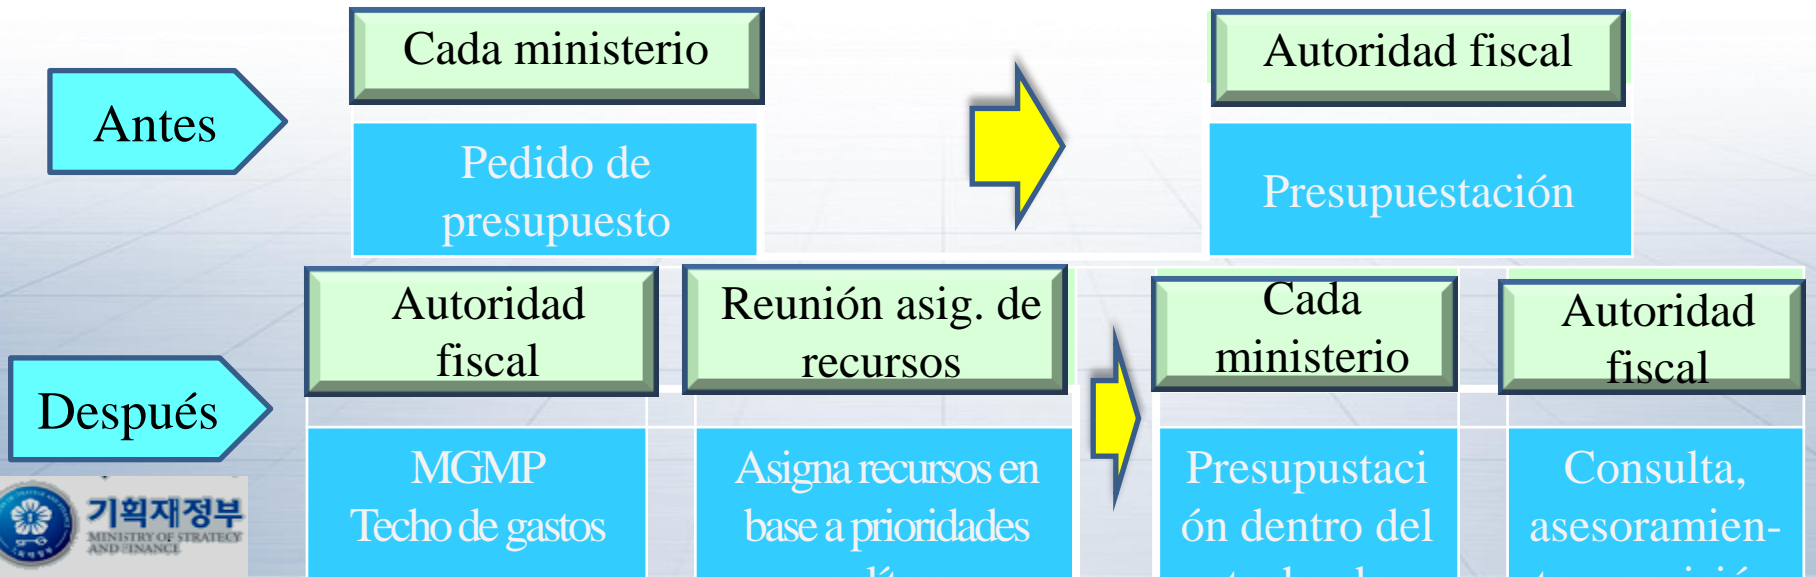 Antes
Cada ministerio
Pedido de
presupuesto
Autoridad fiscal
Presupuestación
Después
Autoridad
fiscal
MGMP
Techo de gastos
Reunión asig. de
recursos
Asigna recursos en
base a prioridades
Cada
ministerio
Presupustaci
ón dentro del
Autoridad
fiscal
Consulta,
asesoramien-
기획재정부
MINISTRY OF STRATEGY
AND FINANCE